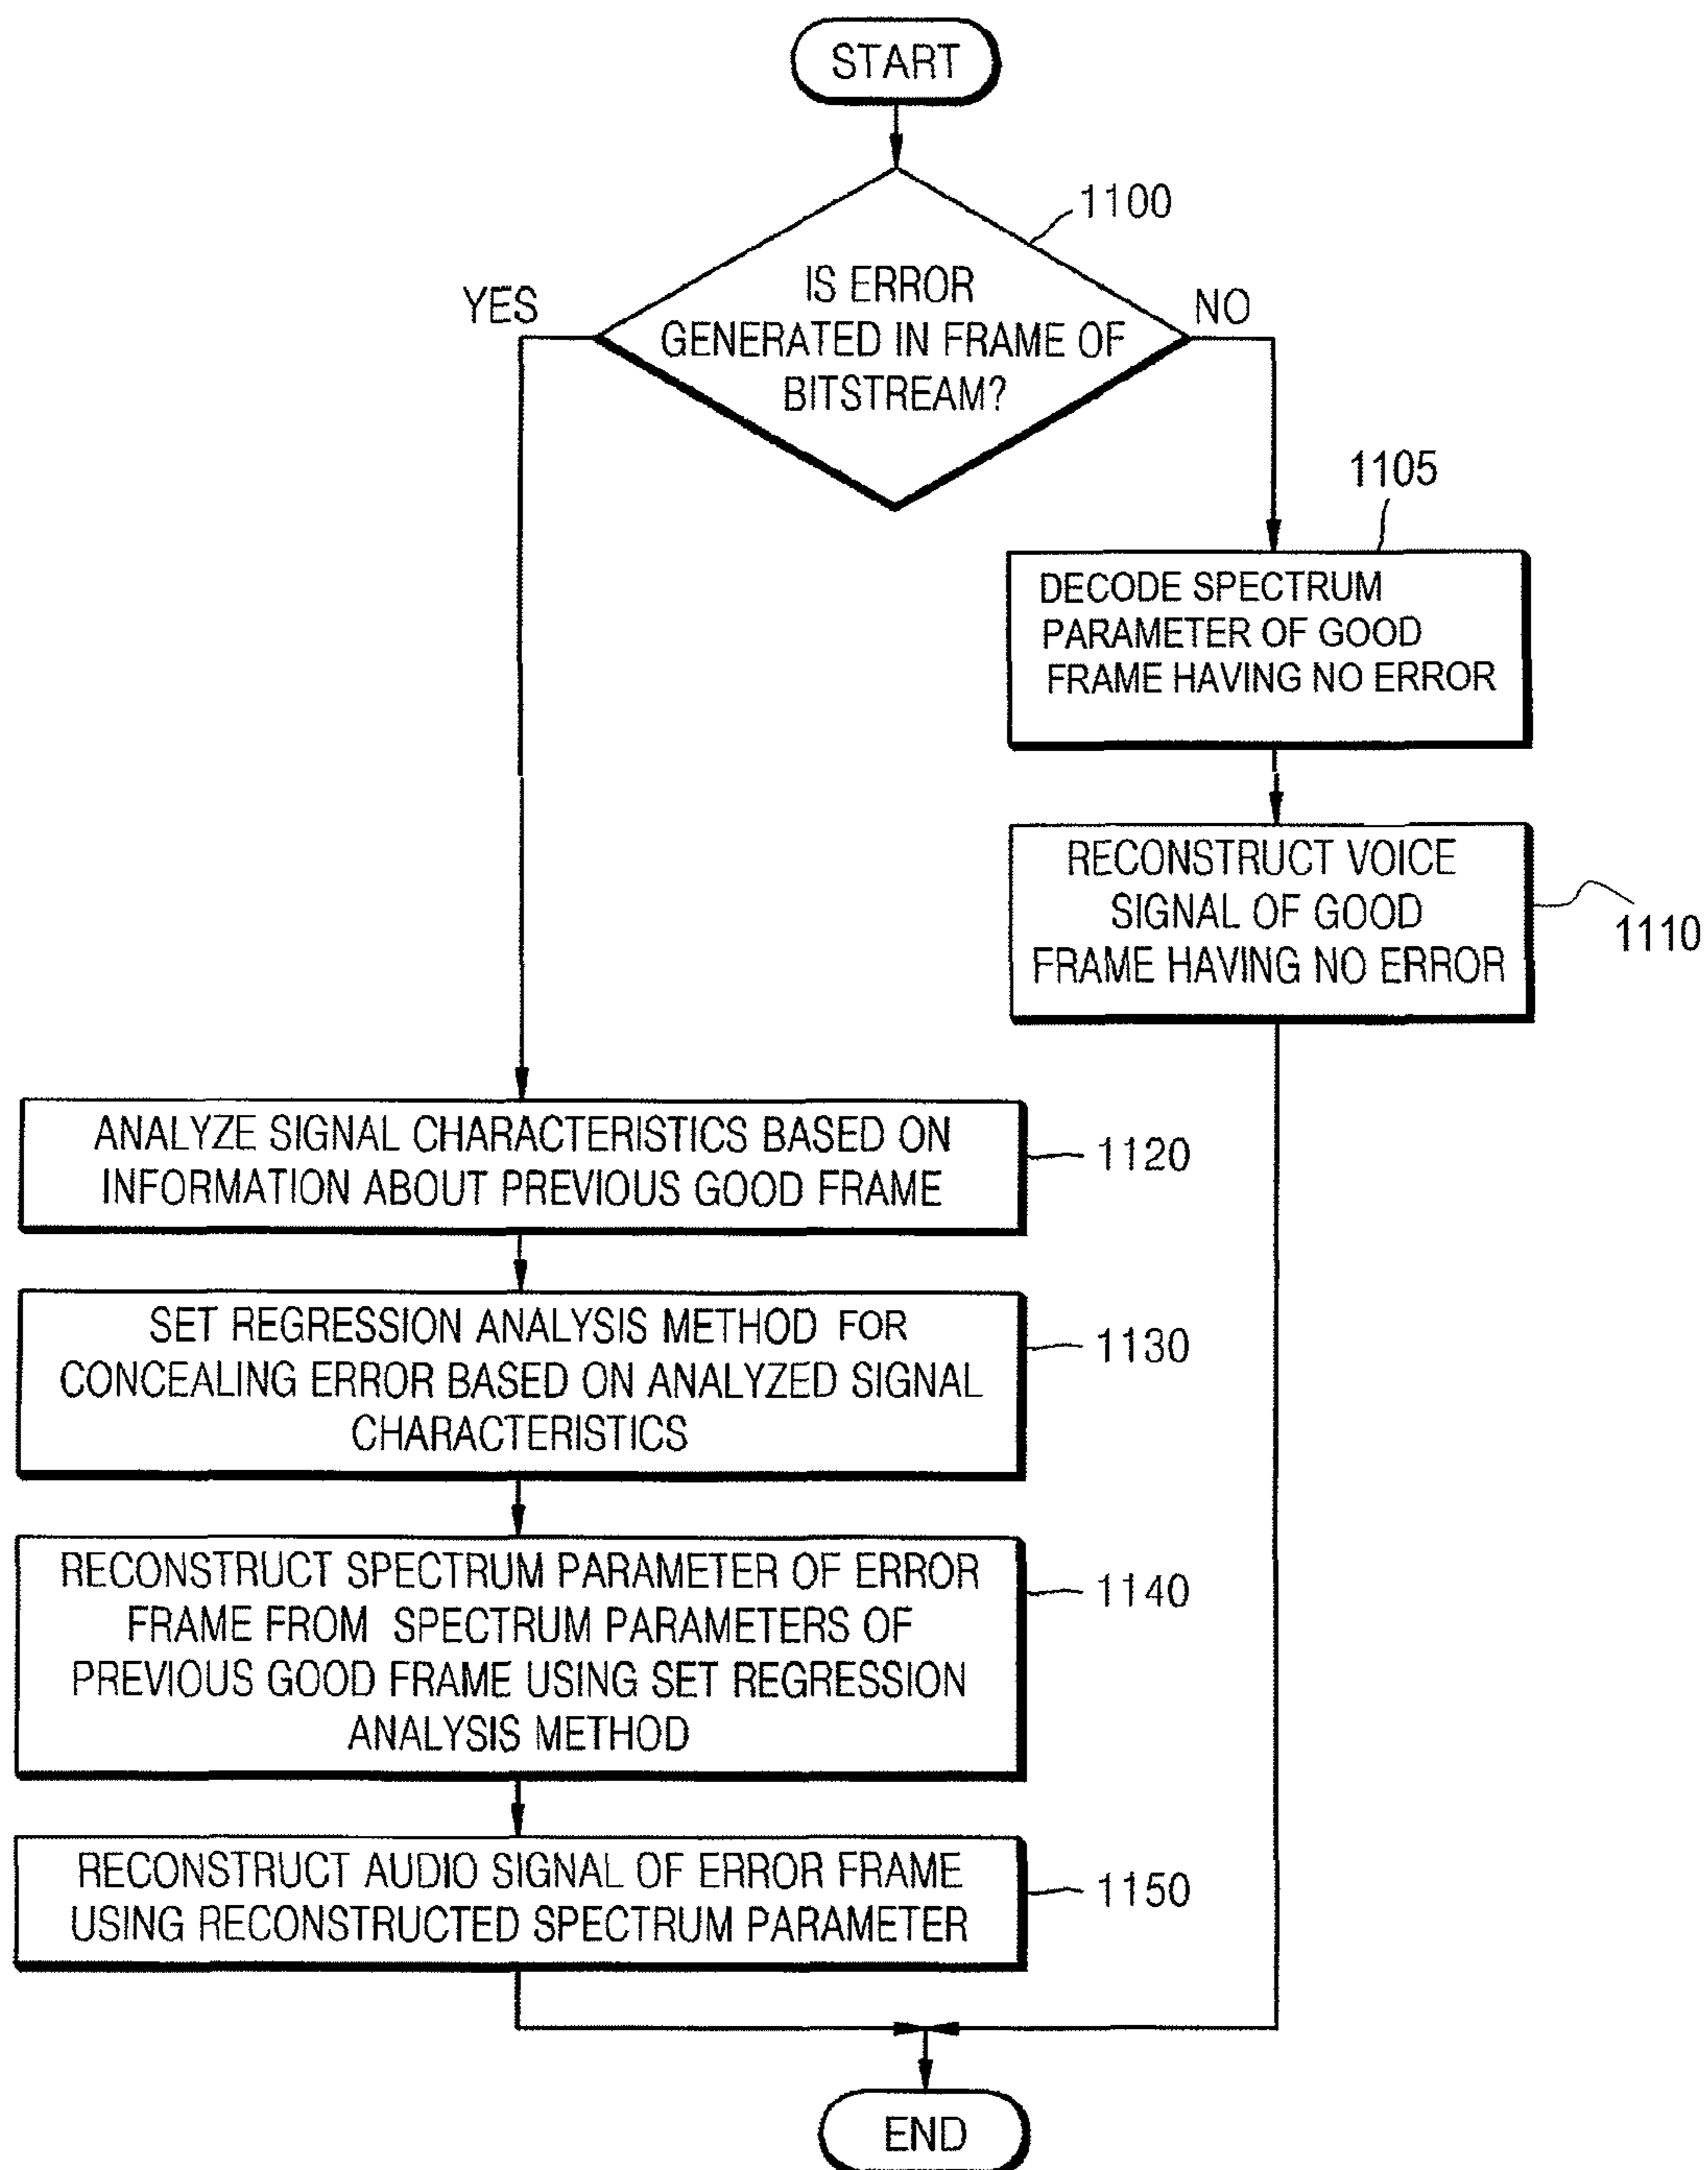 START
1100
IS ERROR
GENERATED IN FRAME OF
BITSTREAM?
YES
NO
1105
DECODE SPECTRUM
PARAMETER OF GOOD
FRAME HAVING NO ERROR
RECONSTRUCT VOICE
SIGNAL OF GOOD
FRAME HAVING NO ERROR
1110
ANALYZE SIGNAL CHARACTERISTICS BASED ON
INFORMATION ABOUT PREVIOUS GOOD FRAME
1120
SET REGRESSION ANALYSIS METHOD FOR
CONCEALING ERROR BASED ON ANALYZED SIGNAL
CHARACTERISTICS
1130
RECONSTRUCT SPECTRUM PARAMETER OF ERROR
FRAME FROM SPECTRUM PARAMETERS OF
PREVIOUS GOOD FRAME USING SET REGRESSION
ANALYSIS METHOD
1140
RECONSTRUCT AUDIO SIGNAL OF ERROR FRAME
USING RECONSTRUCTED SPECTRUM PARAMETER
1150
END